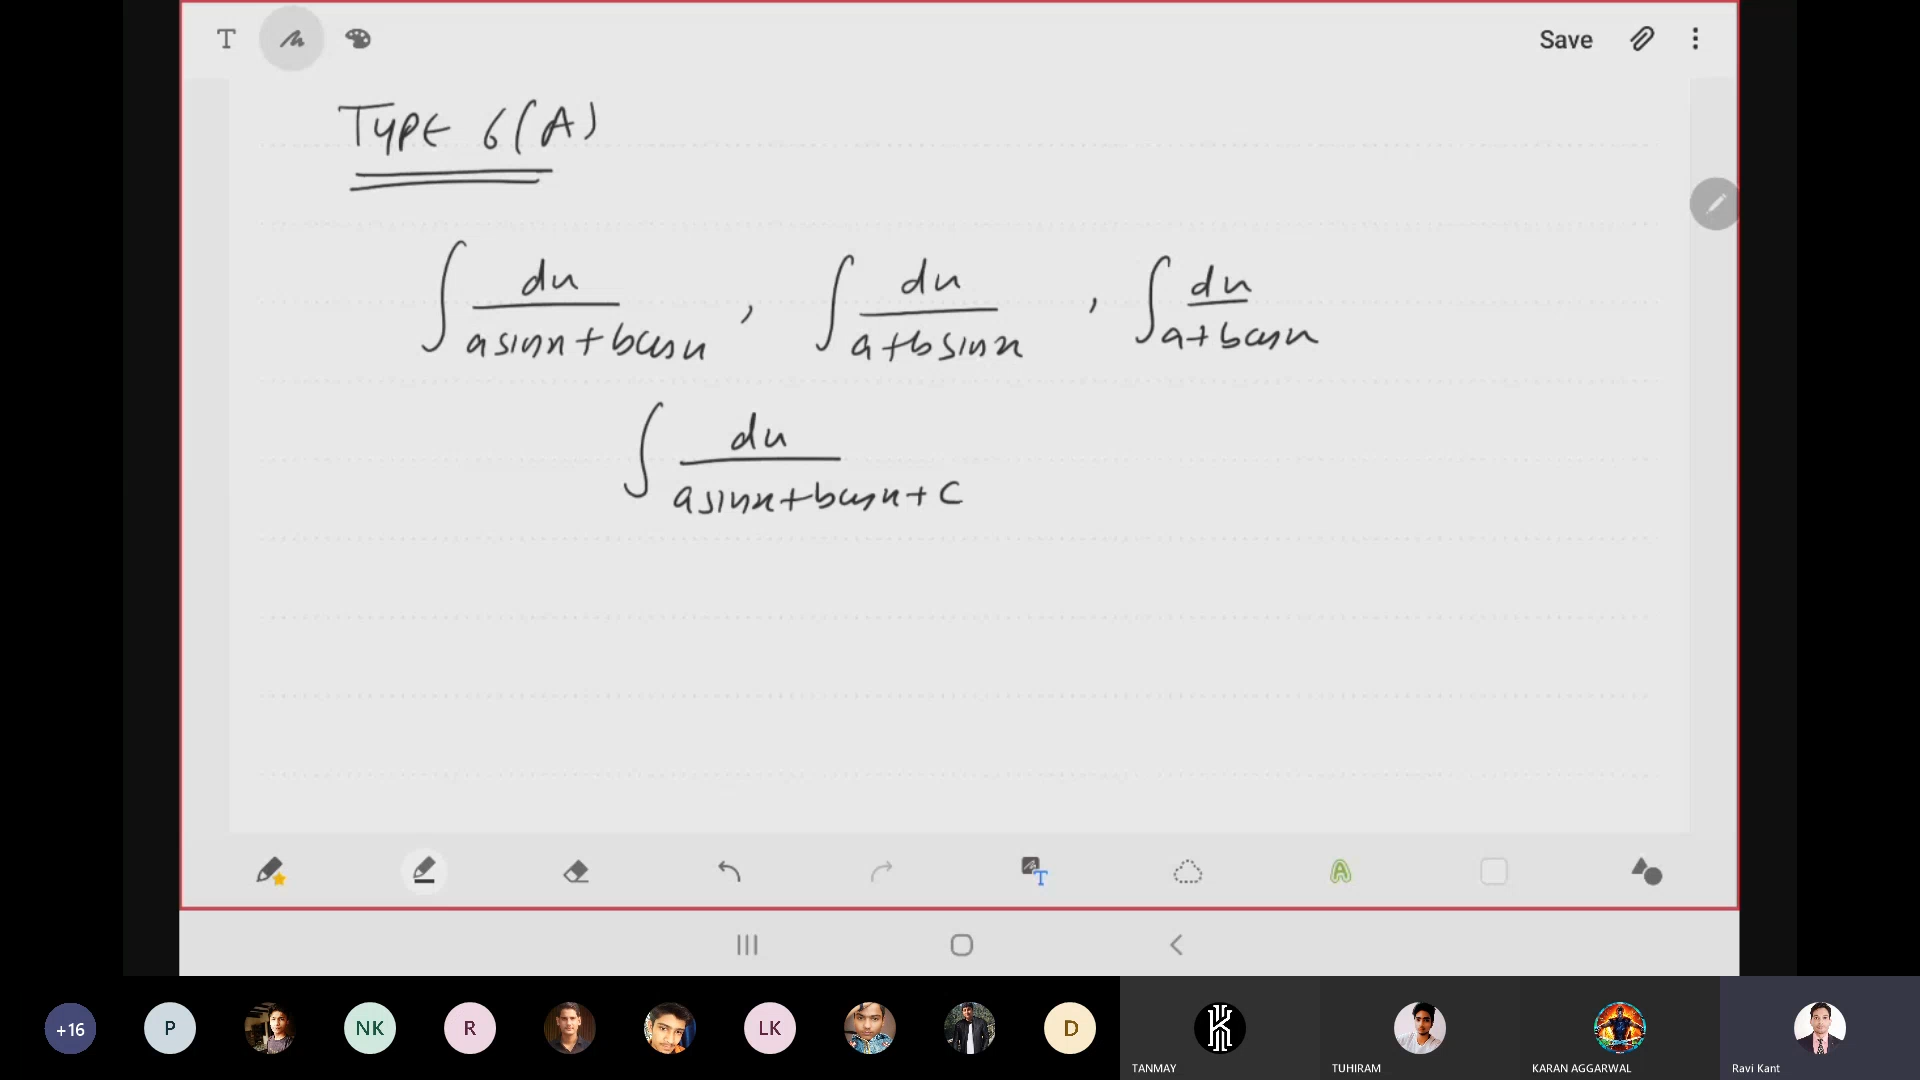 T Save
TYPE 6(A)
∫ dx / (a sinx + b cosx) , ∫ dx / (a + b sinx) , ∫ dx / (a + b cosx)
∫ dx / (a sinx + b cosx + c)
T A
+16 P NK R LK D
TANMAY TUHIRAM KARAN AGGARWAL Ravi Kant